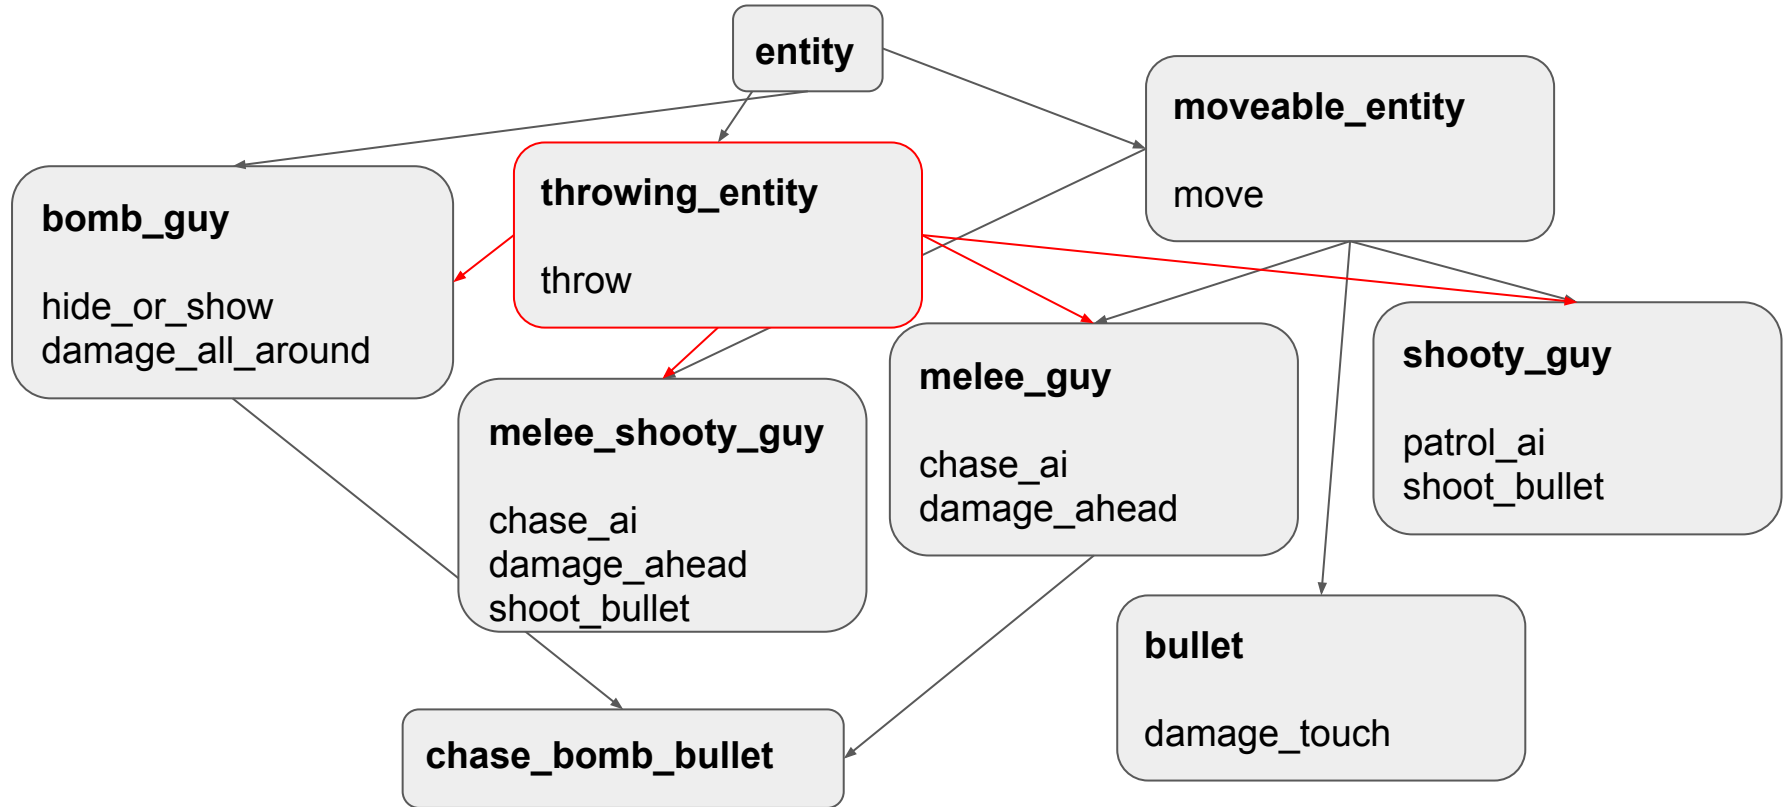 entity
moveable_entity
move
throwing_entity
throw
bomb_guy
hide_or_show
damage_all_around
melee_guy
chase_ai
damage_ahead
shooty_guy
patrol_ai
shoot_bullet
melee_shooty_guy
chase_ai
damage_ahead
shoot_bullet
bullet
damage_touch
chase_bomb_bullet